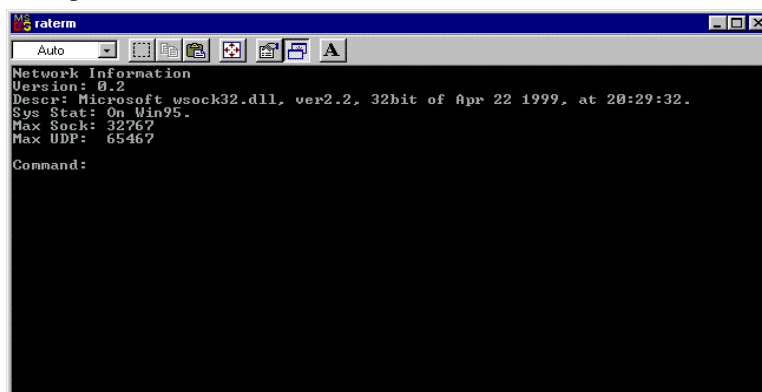 raterm
Auto
A
Network Information
Version: 0.2
Descr: Microsoft wsock32.dll, ver2.2, 32bit of Apr 22 1999, at 20:29:32.
Sys Stat: On Win95.
Max Sock: 32767
Max UDP:  65467
Command: